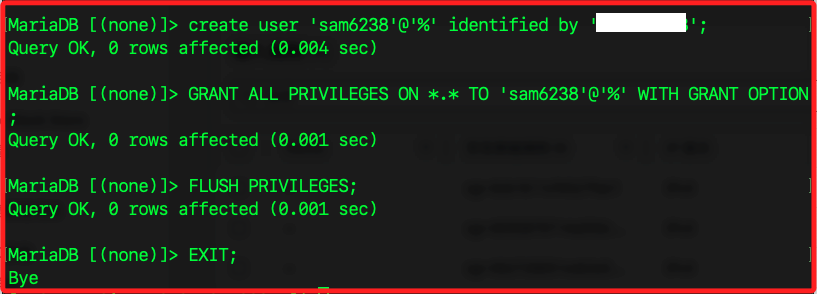 MariaDB [(none)]> create user 'sam6238'@'%' identified by '';
Query OK, 0 rows affected (0.004 sec)
MariaDB [(none)]> GRANT ALL PRIVILEGES ON *.* TO 'sam6238'@'%' WITH GRANT OPTION
;
Query OK, 0 rows affected (0.001 sec)
MariaDB [(none)]> FLUSH PRIVILEGES;
Query OK, 0 rows affected (0.001 sec)
MariaDB [(none)]> EXIT;
Bye